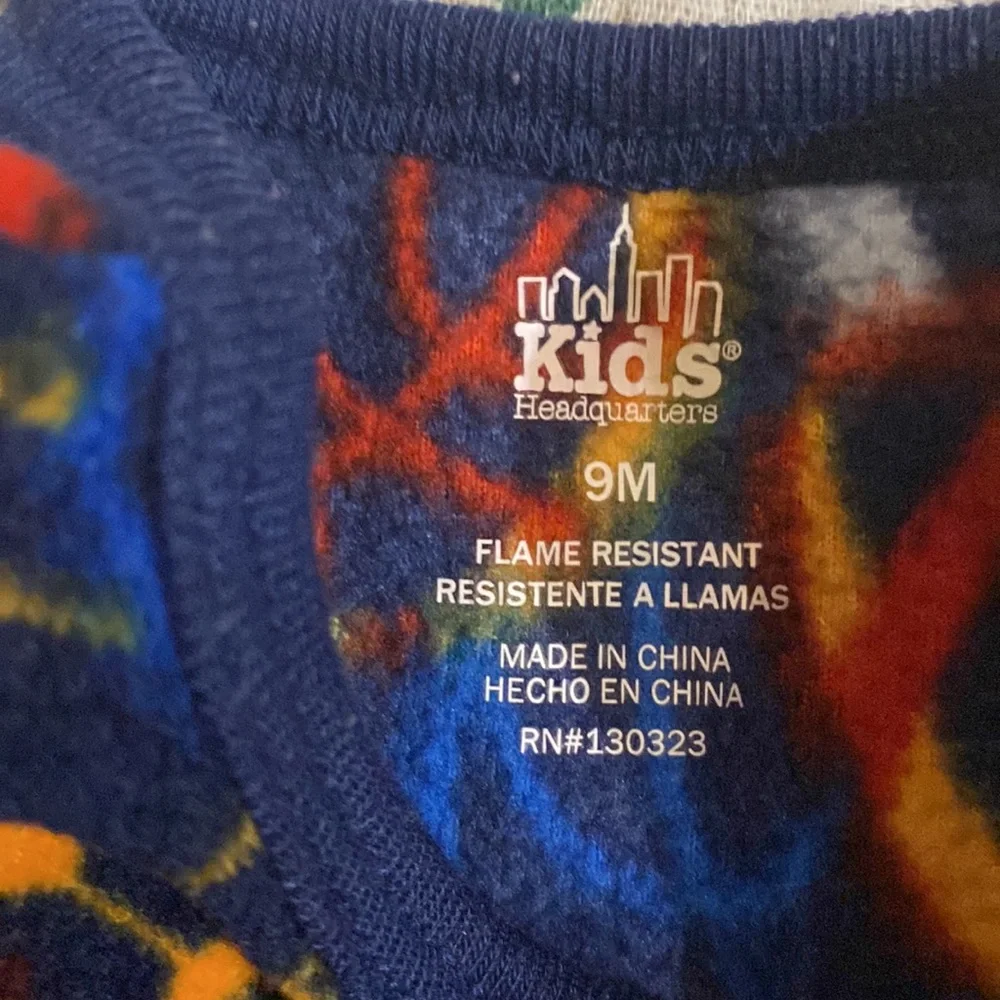 Kids®
Headquarters
9M
FLAME RESISTANT
RESISTENTE A LLAMAS
MADE IN CHINA
HECHO EN CHINA
RN#130323